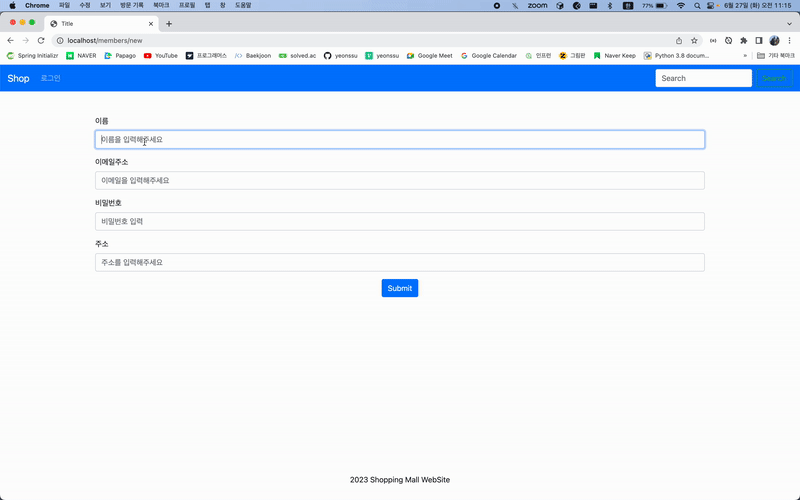 Chrome 파일 수정 보기 방문 기록 북마크 프로필 탭 창 도움말 zoom 한 77% 6월 27일 (화) 오전 11:15
Title
localhost/members/new
Spring Initializr NAVER Papago YouTube 프로그래머스 Baekjoon solved.ac yeonssu yeonssu Google Meet Google Calendar 인프런 그림판 Naver Keep Python 3.8 docum... » 기타 북마크
Shop 로그인 Search Search
이름
이름을 입력해주세요
이메일주소
이메일을 입력해주세요
비밀번호
비밀번호 입력
주소
주소를 입력해주세요
Submit
2023 Shopping Mall WebSite